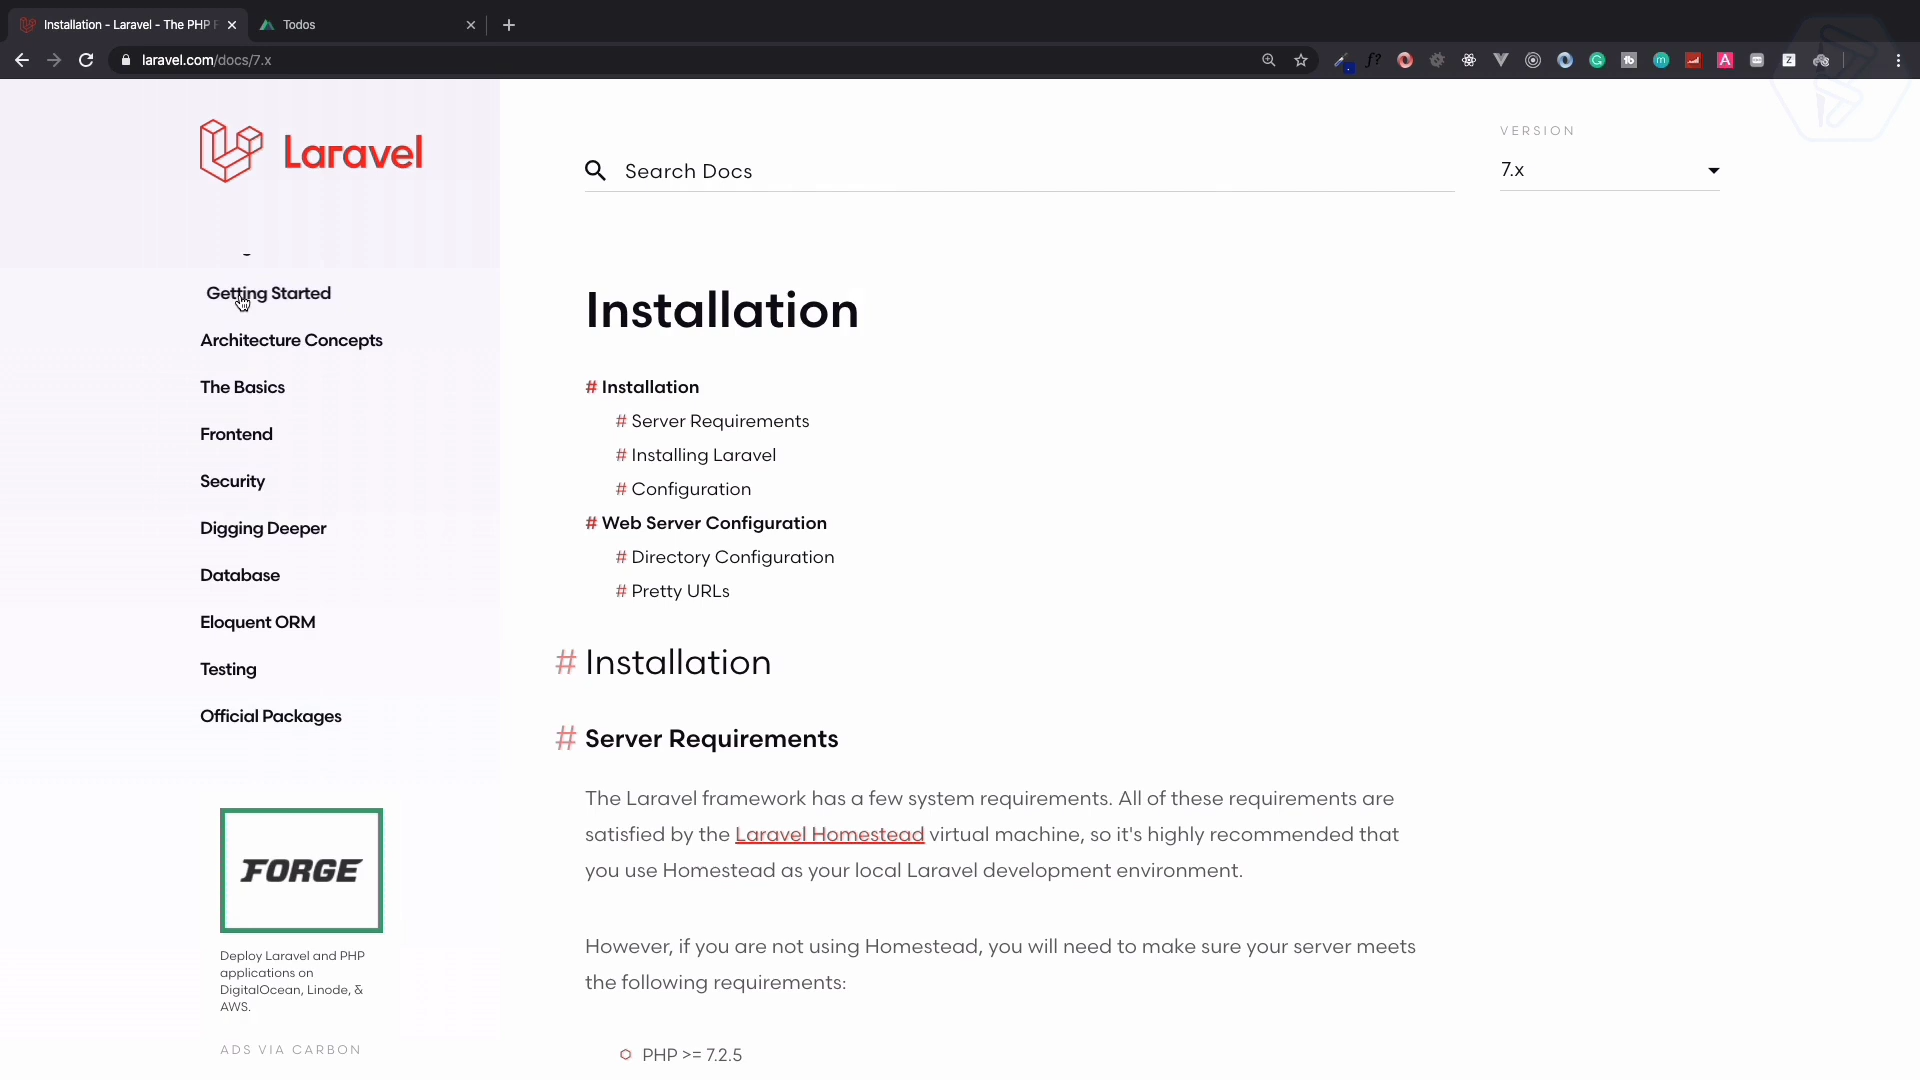 Installation - Laravel - The PHP F
Todos
laravel.com/docs/7.x
Laravel
Search Docs
VERSION
7.x
Getting Started
Architecture Concepts
The Basics
Frontend
Security
Digging Deeper
Database
Eloquent ORM
Testing
Official Packages
FORGE
Deploy Laravel and PHP
applications on
DigitalOcean, Linode, &
AWS.
ADS VIA CARBON
Installation
# Installation
# Server Requirements
# Installing Laravel
# Configuration
# Web Server Configuration
# Directory Configuration
# Pretty URLs
# Installation
# Server Requirements
The Laravel framework has a few system requirements. All of these requirements are
satisfied by the Laravel Homestead virtual machine, so it's highly recommended that
you use Homestead as your local Laravel development environment.
However, if you are not using Homestead, you will need to make sure your server meets
the following requirements:
PHP >= 7.2.5